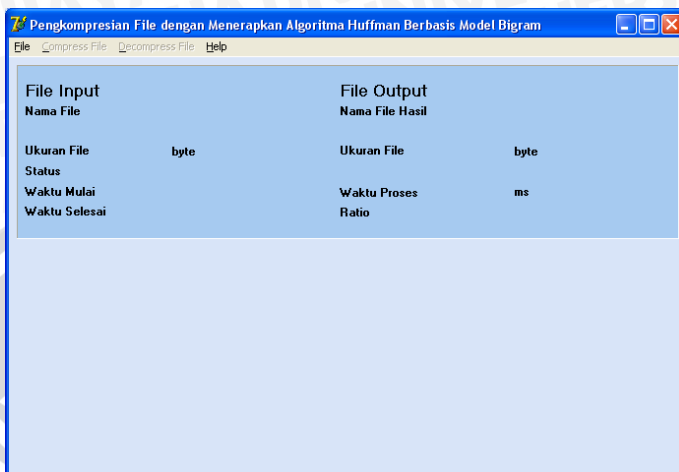 Pengkompresian File dengan Menerapkan Algoritma Huffman Berbasis Model Bigram
File Compress File Decompress File Help
File Input File Output
Nama File Nama File Hasil
Ukuran File byte Ukuran File byte
Status
Waktu Mulai Waktu Proses ms
Waktu Selesai Ratio